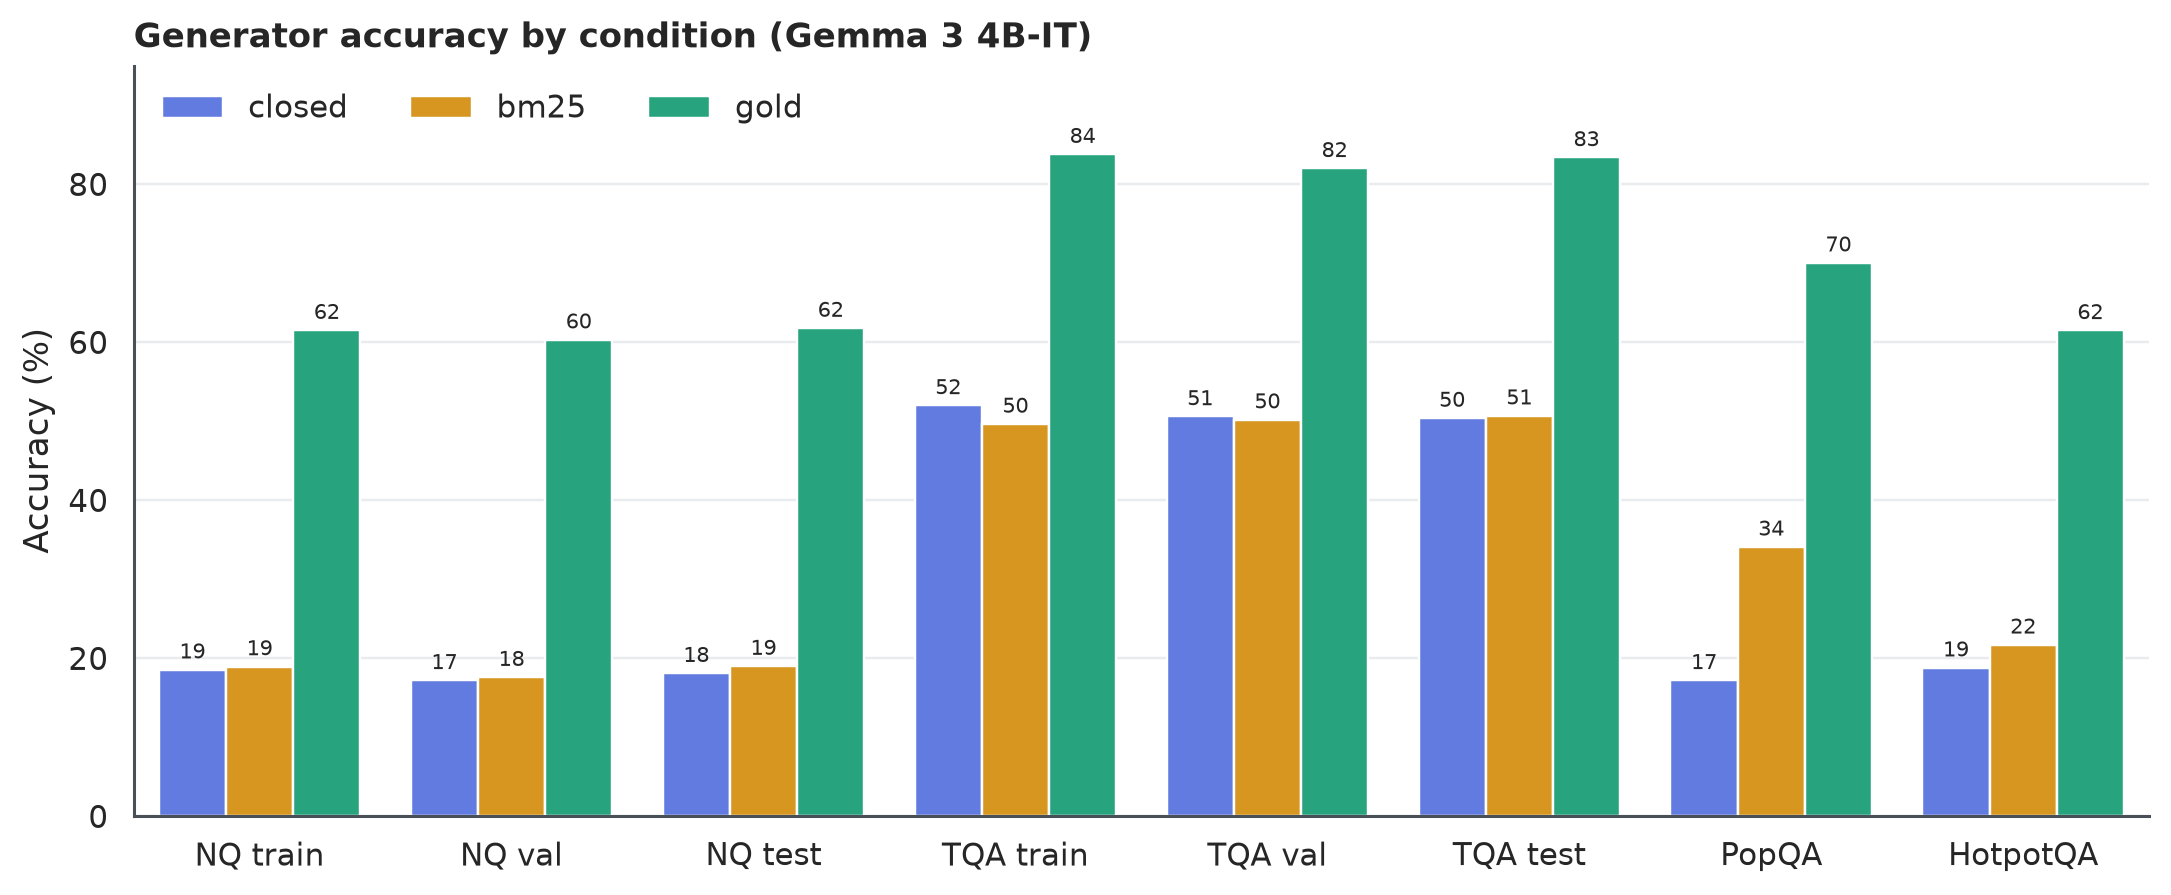 Generator accuracy by condition (Gemma 3 4B-IT)
closed bm25 gold
Accuracy (%)
80
60
40
20
0
19 19 62
17 18 60
18 19 62
52 50 84
51 50 82
50 51 83
17 34 70
19 22 62
NQ train NQ val NQ test TQA train TQA val TQA test PopQA HotpotQA